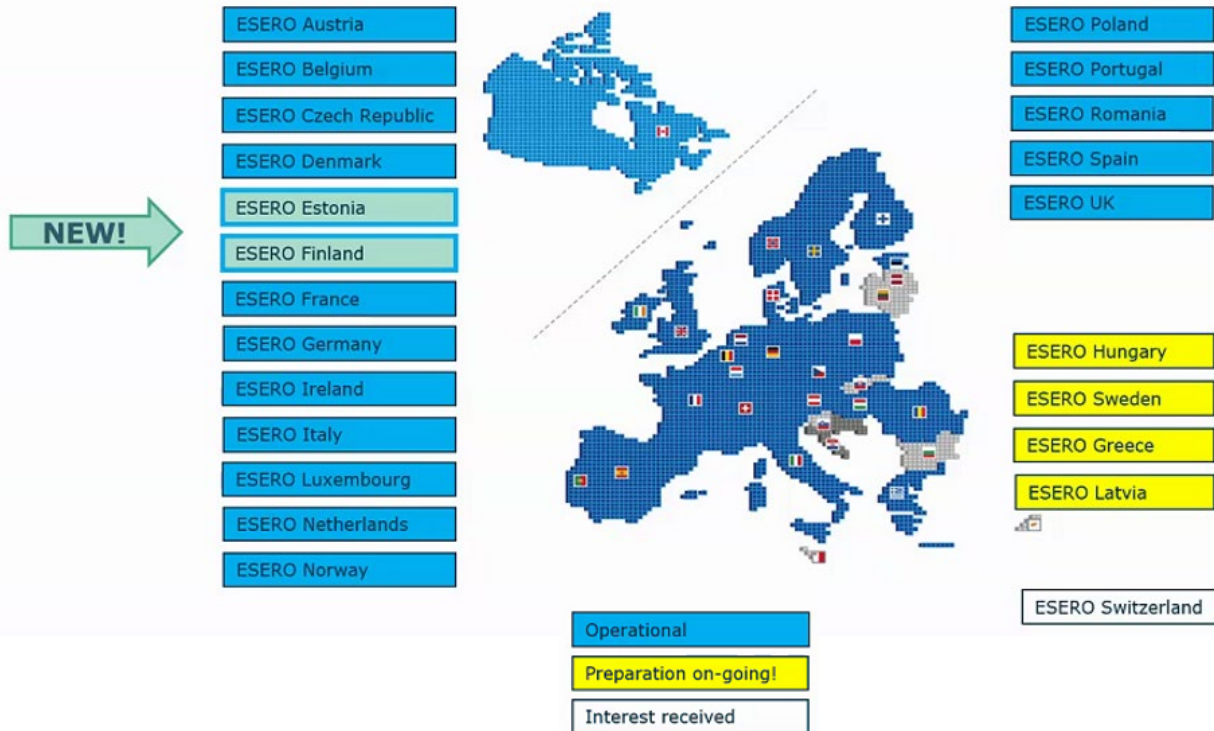 ESERO Austria
ESERO Belgium
ESERO Czech Republic
ESERO Denmark
ESERO Estonia
ESERO Finland
ESERO France
ESERO Germany
ESERO Ireland
ESERO Italy
ESERO Luxembourg
ESERO Netherlands
ESERO Norway
NEW!
ESERO Poland
ESERO Portugal
ESERO Romania
ESERO Spain
ESERO UK
ESERO Hungary
ESERO Sweden
ESERO Greece
ESERO Latvia
ESERO Switzerland
Operational
Preparation on-going!
Interest received